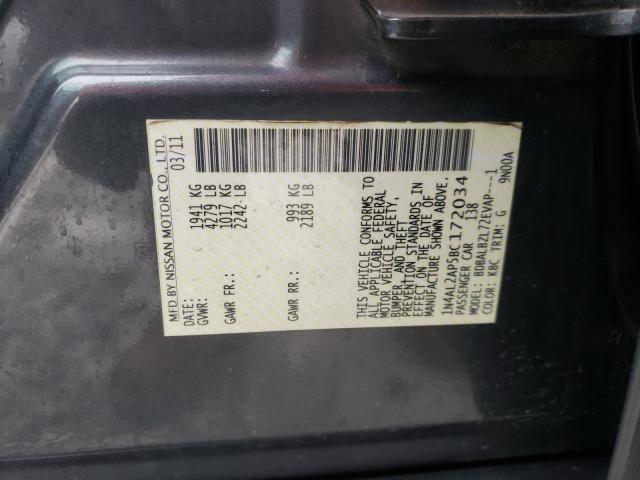 MFD BY NISSAN MOTOR CO., LTD.
DATE: 03/11
GVWR: 1941 KG
4279 LB
GAWR FR.: 1017 KG
2242 LB
GAWR RR.: 993 KG
2189 LB
THIS VEHICLE CONFORMS TO
ALL APPLICABLE FEDERAL
MOTOR VEHICLE SAFETY,
BUMPER, AND THEFT
PREVENTION STANDARDS IN
EFFECT ON THE DATE OF
MANUFACTURE SHOWN ABOVE.
1N4AL2AP5BC172034
PASSENGER CAR 138
MODEL: BDBALBZL72EVAP----1
COLOR: KBC TRIM: G 9N00A